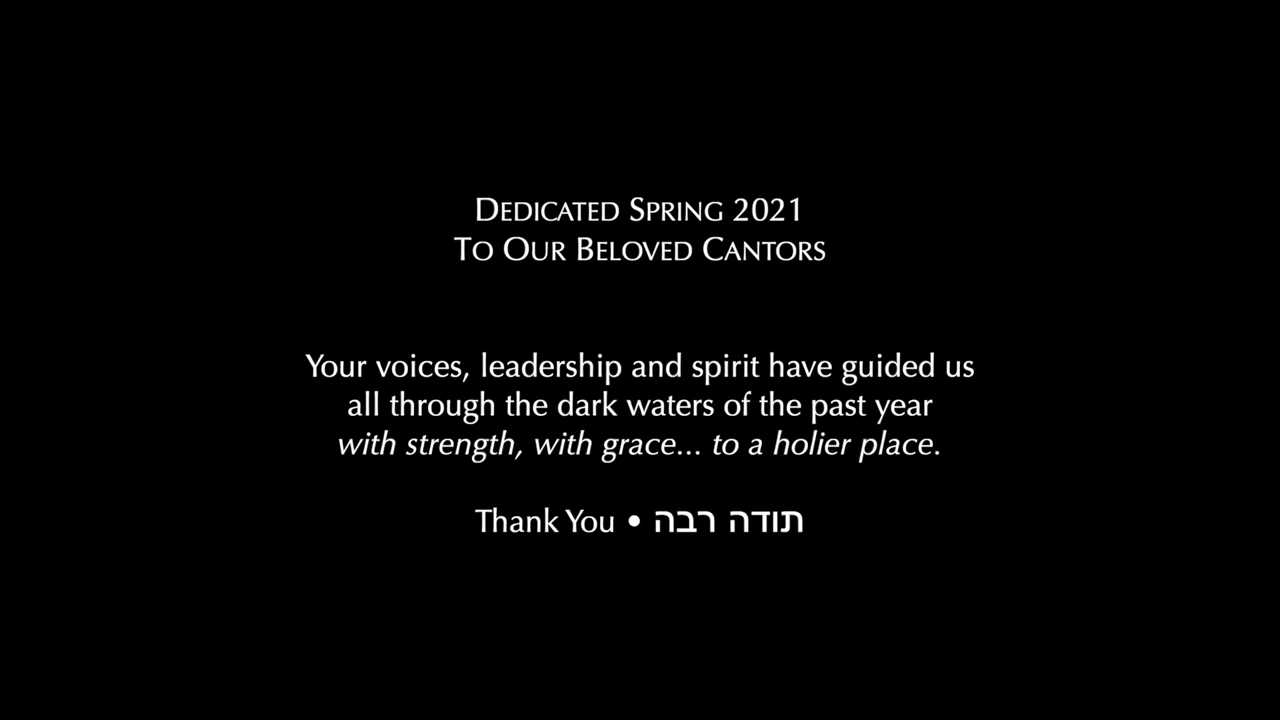 Dedicated Spring 2021
To Our Beloved Cantors
Your voices, leadership and spirit have guided us
all through the dark waters of the past year
with strength, with grace... to a holier place.
Thank You • תודה רבה